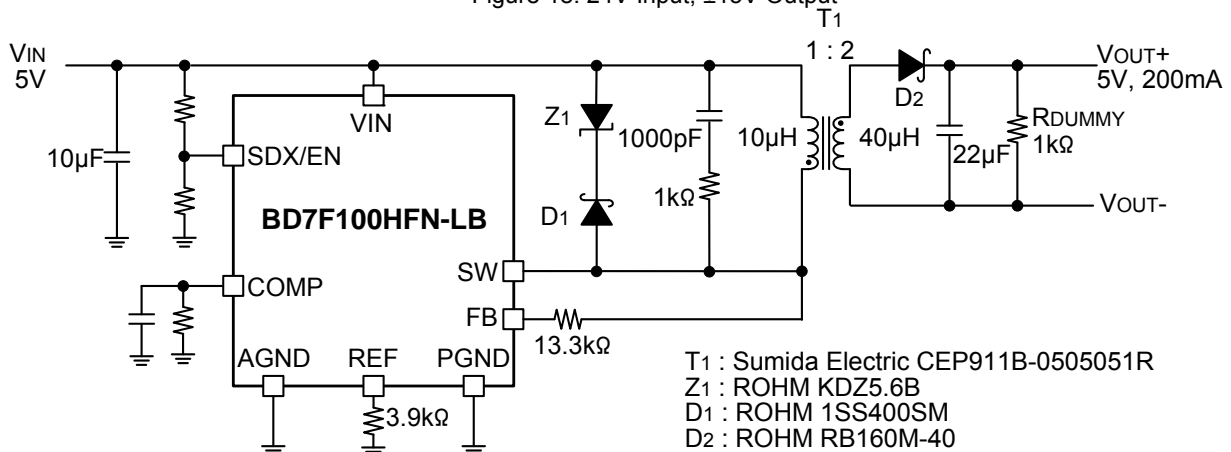 T1
1 : 2
VIN
5V
VOUT+
5V, 200mA
D2
VIN
Z1
1000pF
10µH
40µH
22µF
RDUMMY
1kΩ
10µF
SDX/EN
1kΩ
D1
BD7F100HFN-LB
VOUT-
SW
COMP
FB
13.3kΩ
AGND
REF
PGND
3.9kΩ
T1 : Sumida Electric CEP911B-0505051R
Z1 : ROHM KDZ5.6B
D1 : ROHM 1SS400SM
D2 : ROHM RB160M-40